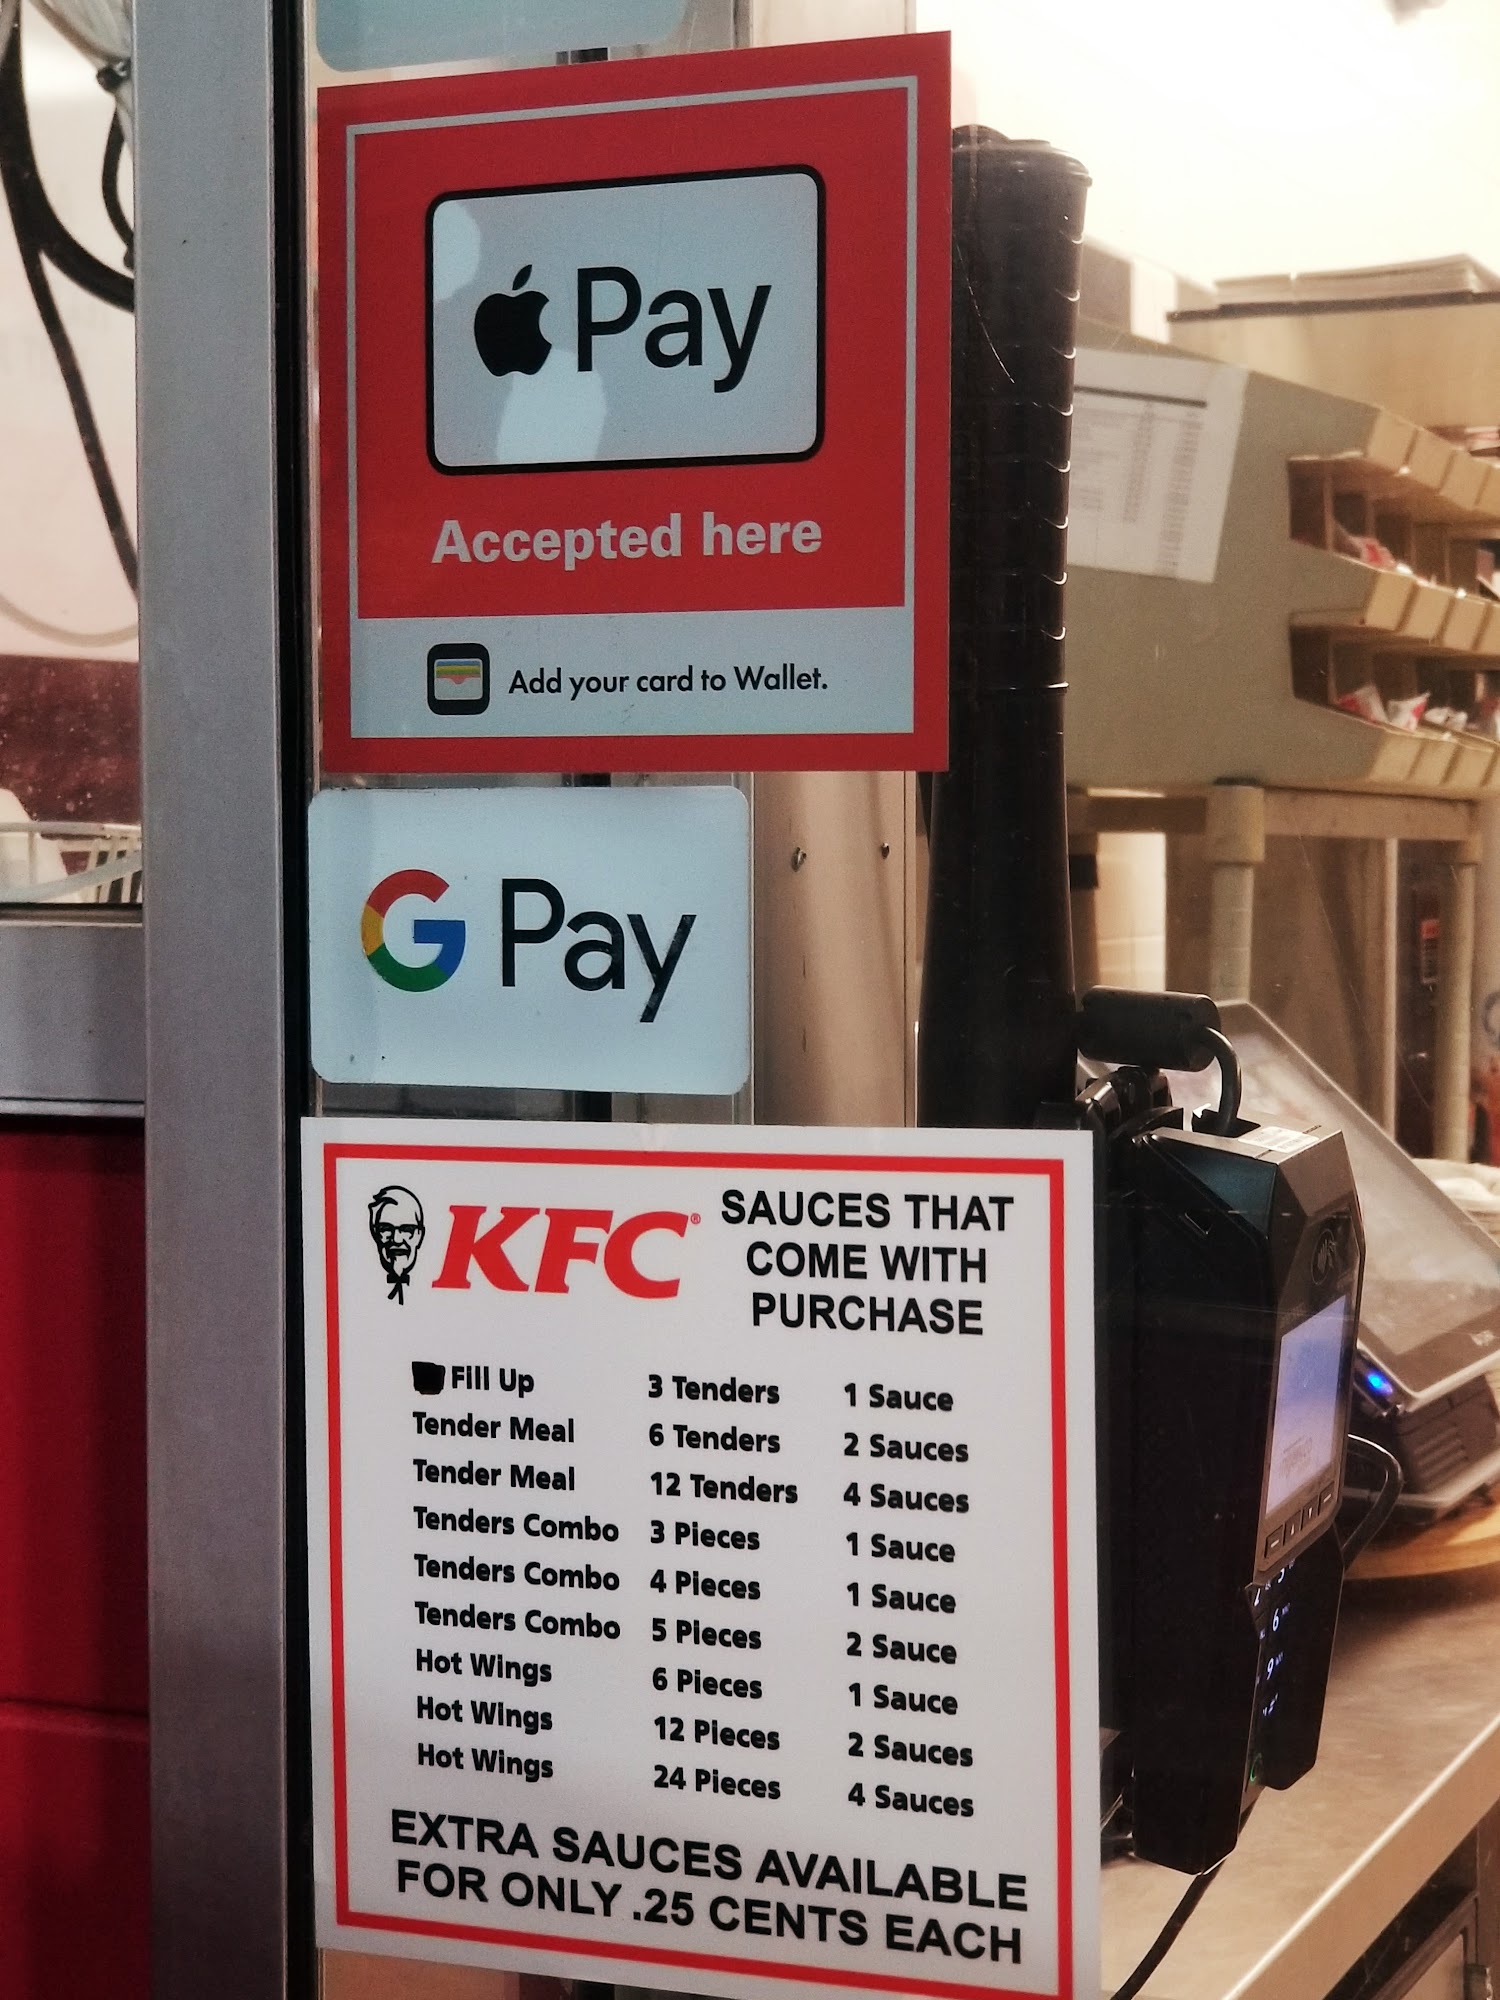 Pay
Accepted here
Add your card to Wallet.
G Pay
KFC®
SAUCES THAT
COME WITH
PURCHASE
Fill Up 3 Tenders 1 Sauce
Tender Meal 6 Tenders 2 Sauces
Tender Meal 12 Tenders 4 Sauces
Tenders Combo 3 Pieces 1 Sauce
Tenders Combo 4 Pieces 1 Sauce
Tenders Combo 5 Pieces 2 Sauce
Hot Wings 6 Pieces 1 Sauce
Hot Wings 12 Pieces 2 Sauces
Hot Wings 24 Pieces 4 Sauces
EXTRA SAUCES AVAILABLE
FOR ONLY .25 CENTS EACH
6
9